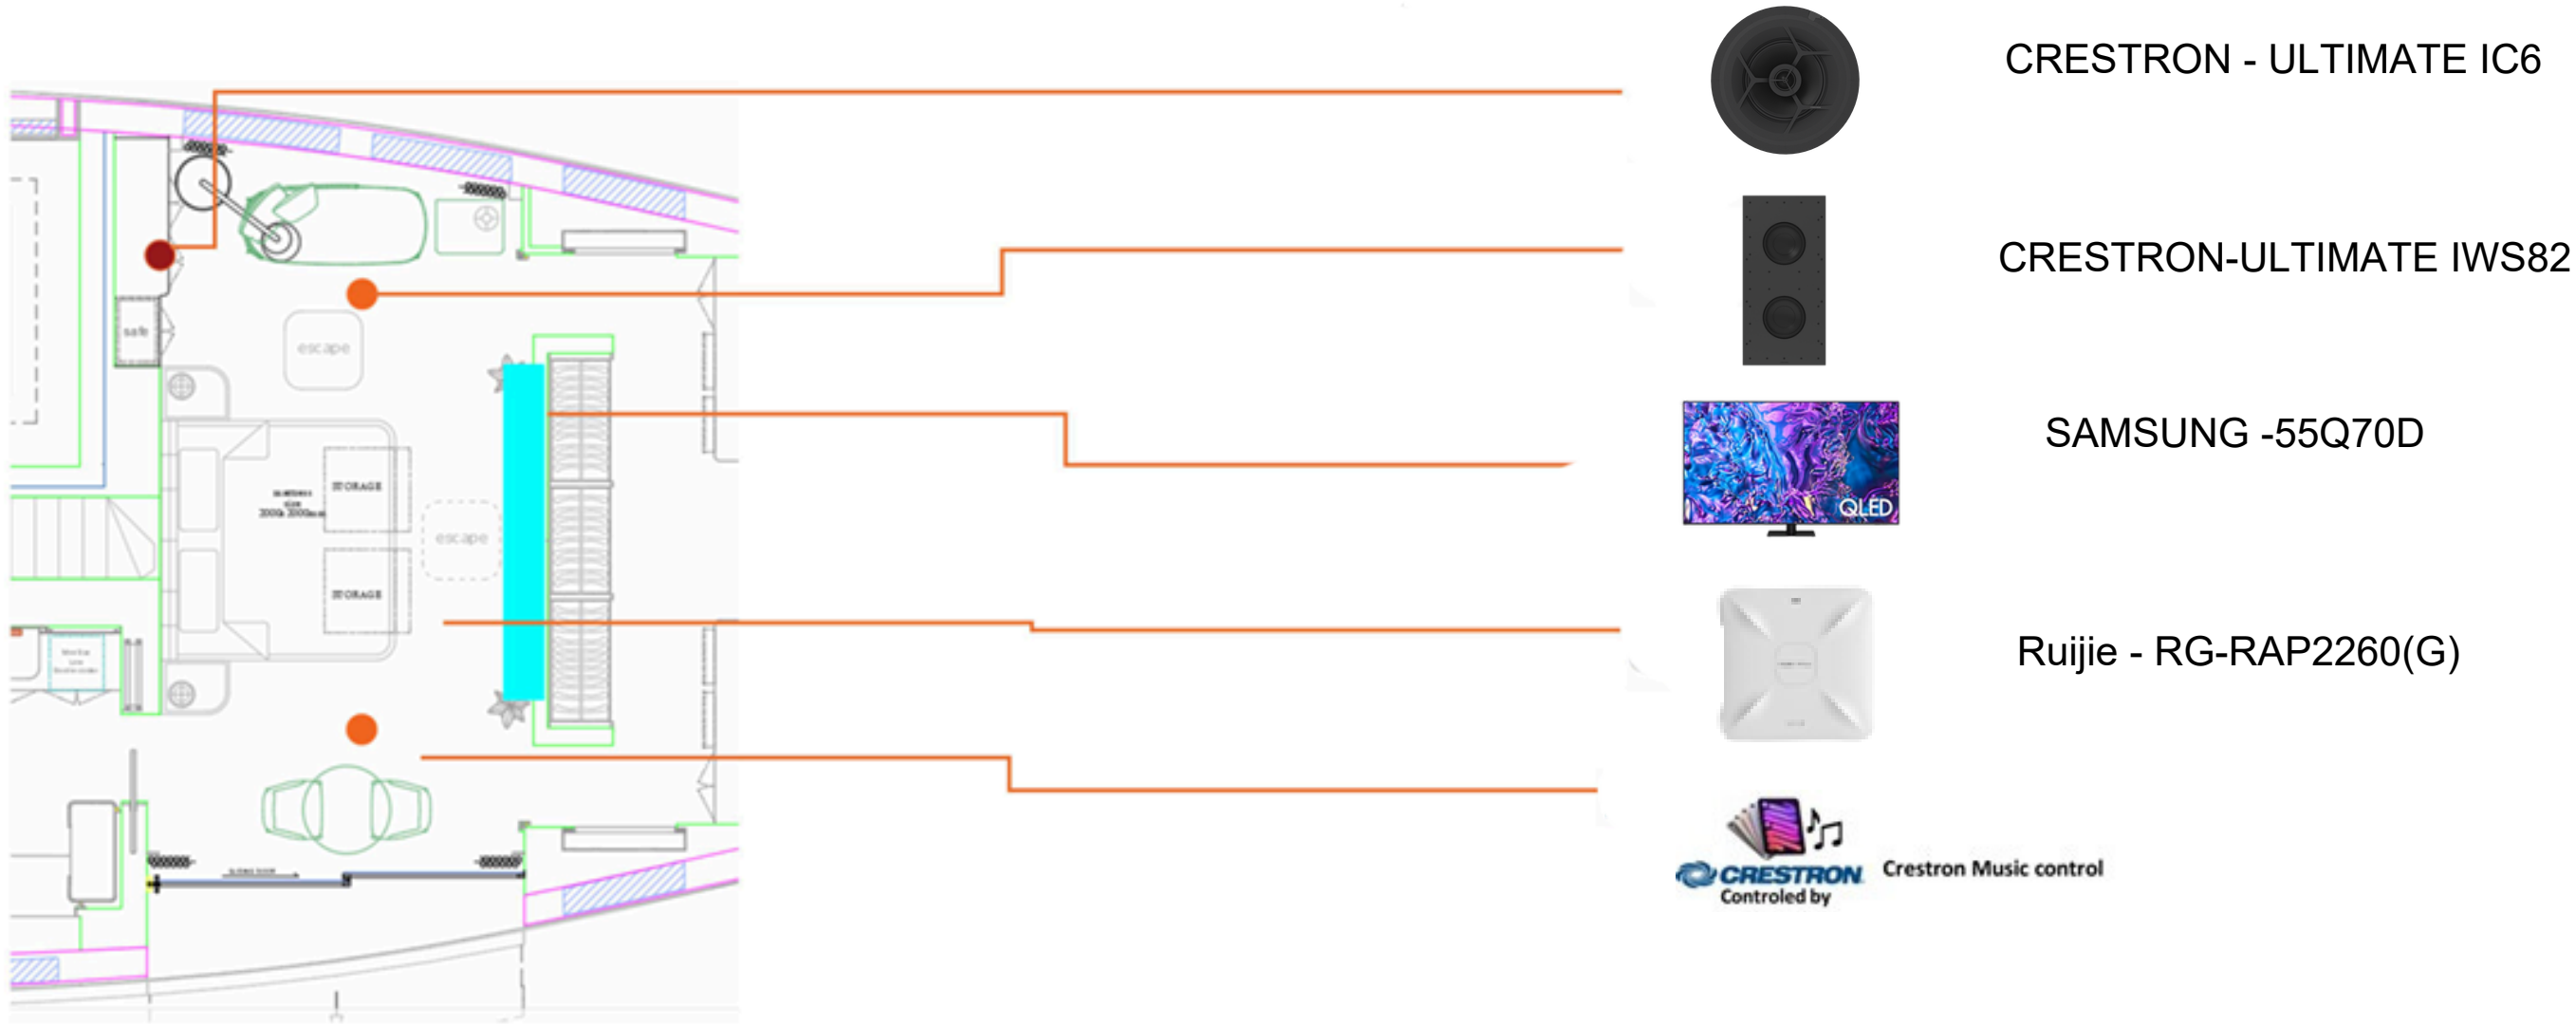 CRESTRON - ULTIMATE IC6
CRESTRON-ULTIMATE IWS82
safe
escape
SAMSUNG -55Q70D
STORAGE
QLED
escape
STORAGE
Ruijie - RG-RAP2260(G)
CRESTRON
Controled by
Crestron Music control